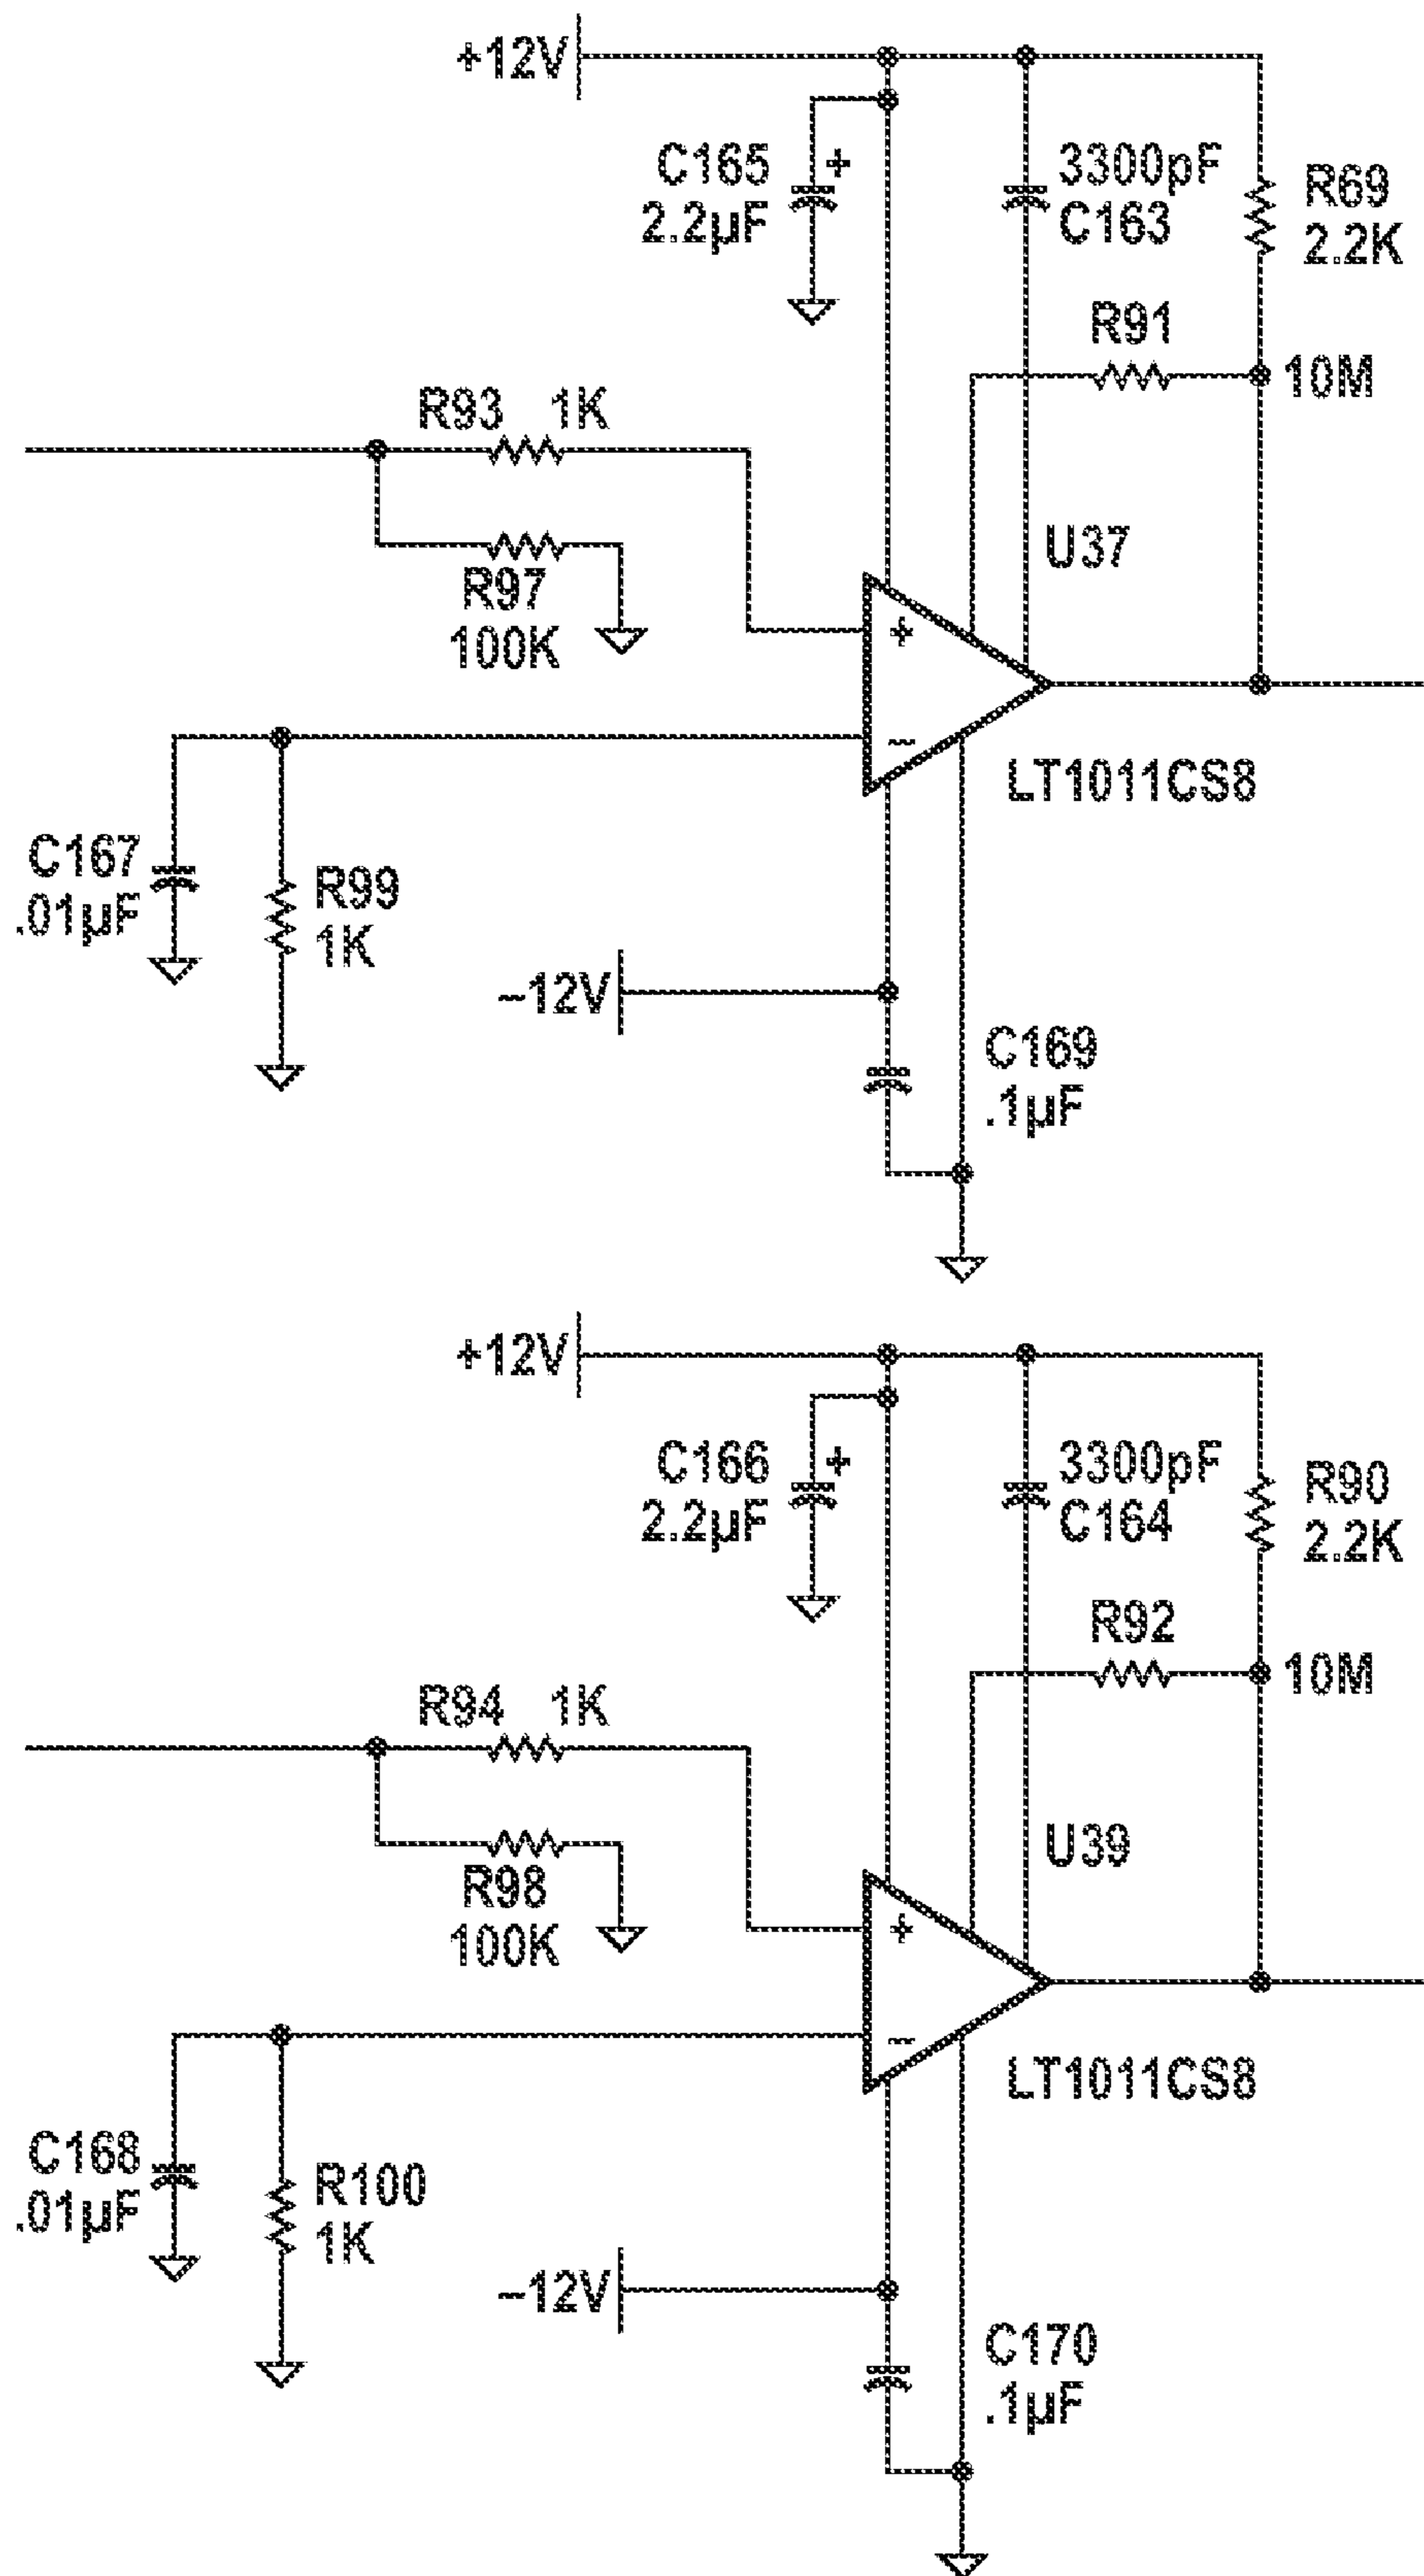 +12V
C165
2.2µF
+
3300pF
C163
R69
2.2K
R91
10M
R93 1K
R97
100K
U37
+
−
LT1011CS8
C167
.01µF
R99
1K
−12V
C169
.1µF
+12V
C166
2.2µF
+
3300pF
C164
R90
2.2K
R92
10M
R94 1K
R98
100K
U39
+
−
LT1011CS8
C168
.01µF
R100
1K
−12V
C170
.1µF